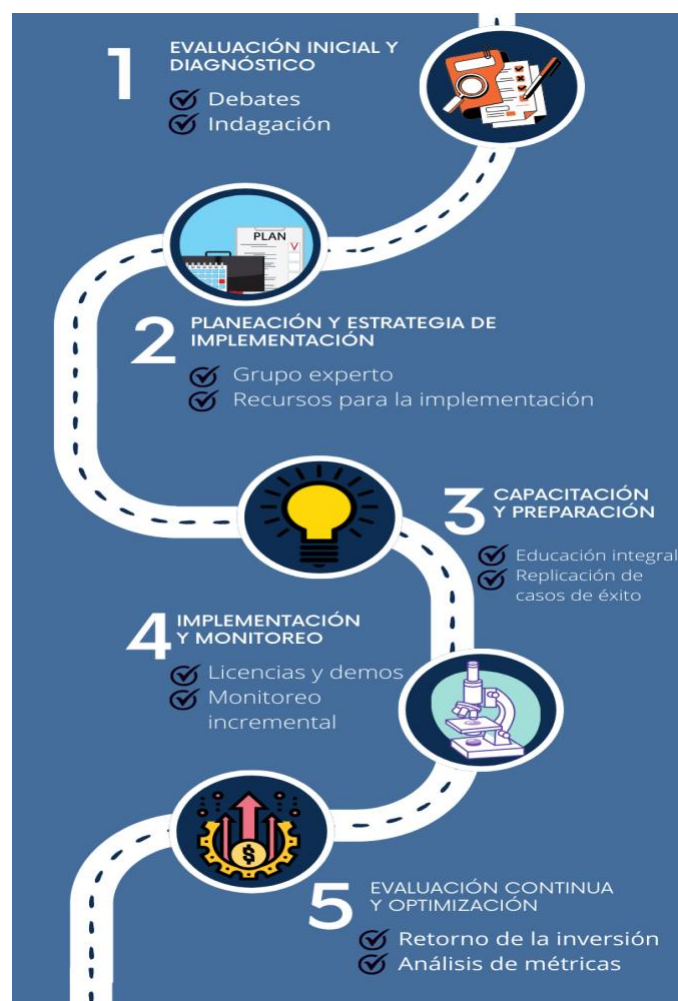 1
EVALUACIÓN INICIAL Y
DIAGNÓSTICO
Debates
Indagación
PLAN
2
PLANEACIÓN Y ESTRATEGIA DE
IMPLEMENTACIÓN
Grupo experto
Recursos para la implementación
3
CAPACITACIÓN
Y PREPARACIÓN
Educación integral
Replicación de
casos de éxito
4
IMPLEMENTACIÓN
Y MONITOREO
Licencias y demos
Monitoreo
incremental
$
5
EVALUACIÓN CONTINUA
Y OPTIMIZACIÓN
Retorno de la inversión
Análisis de métricas